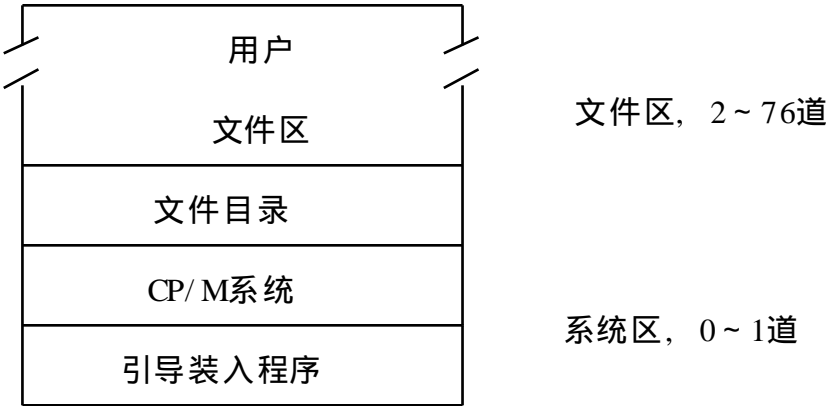 用户
文件区
文件区, 2~76道
文件目录
CP/M系统
系统区, 0~1道
引导装入程序